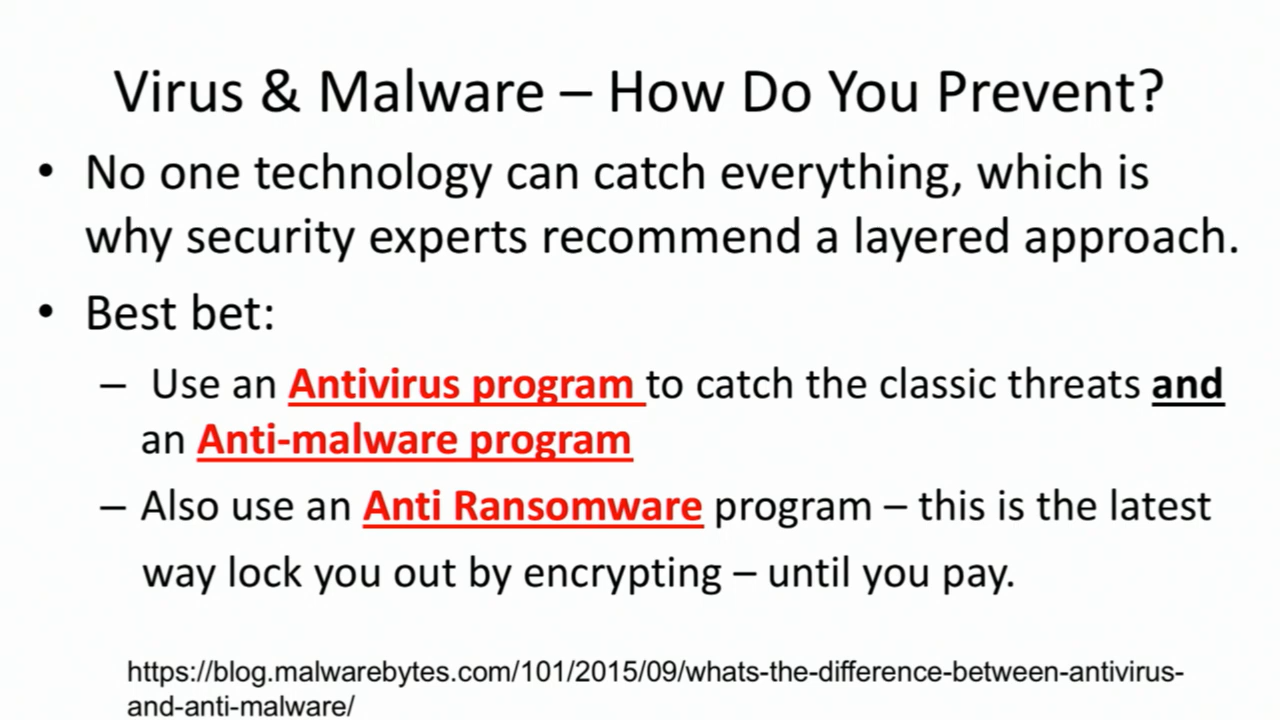 Virus & Malware – How Do You Prevent?
• No one technology can catch everything, which is
why security experts recommend a layered approach.
• Best bet:
– Use an Antivirus program to catch the classic threats and
an Anti-malware program
– Also use an Anti Ransomware program – this is the latest
way lock you out by encrypting – until you pay.
https://blog.malwarebytes.com/101/2015/09/whats-the-difference-between-antivirus-
and-anti-malware/